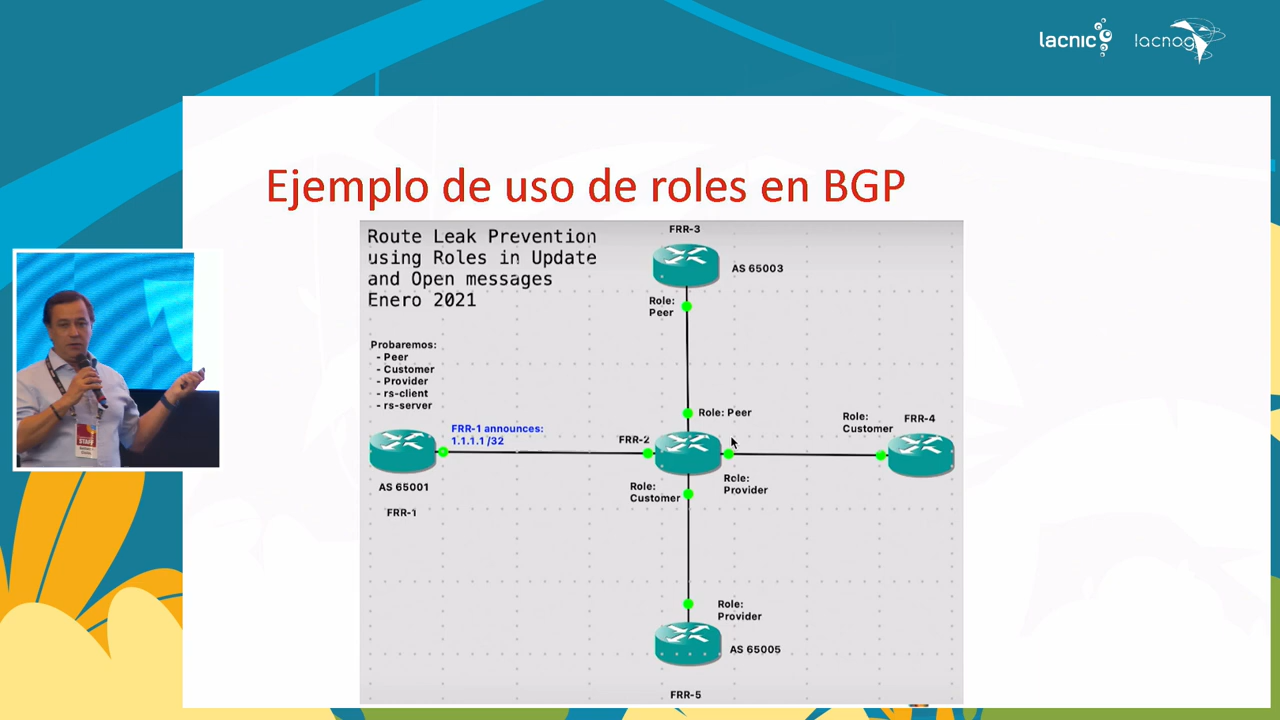 lacnic
lacnog
Ejemplo de uso de roles en BGP
Route Leak Prevention
using Roles in Update
and Open messages
Enero 2021
FRR-3
AS 65003
Role:
Peer
Probaremos:
- Peer
- Customer
- Provider
- rs-client
- rs-server
FRR-1 announces:
1.1.1.1/32
AS 65001
FRR-1
Role: Peer
FRR-2
Role:
Customer
Role:
Provider
Role:
Customer
FRR-4
Role:
Provider
AS 65005
FRR-5
STAFF